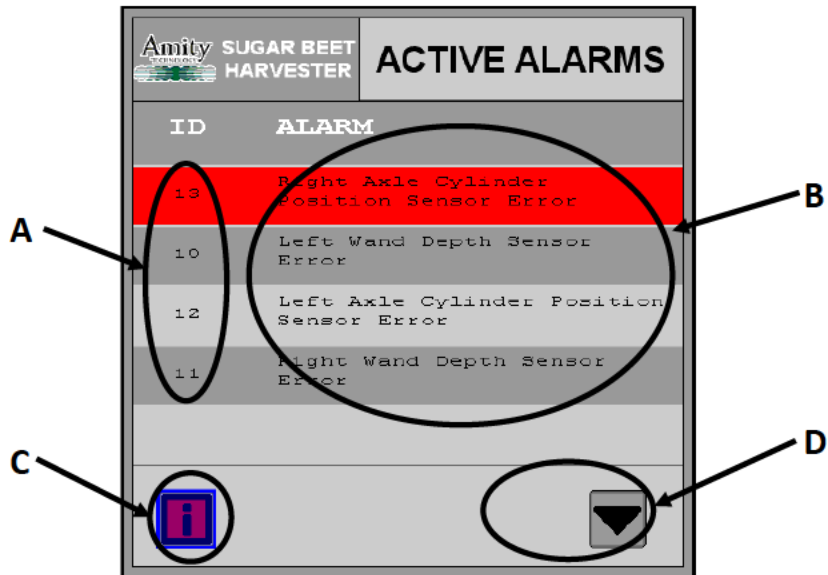 Amity SUGAR BEET
TECHNOLOGY HARVESTER
ACTIVE ALARMS
ID ALARM
13 Right Axle Cylinder
Position Sensor Error
10 Left Wand Depth Sensor
Error
12 Left Axle Cylinder Position
Sensor Error
11 Right Wand Depth Sensor
Error
A
B
C
D
i